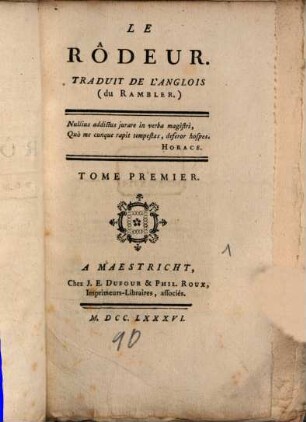 LE
RÔDEUR.
TRADUIT DE L'ANGLOIS
(du RAMBLER.)
Nullius addictus jurare in verba magistri,
Quò me cunque rapit tempestas, deferor hospes.
HORACE.
TOME PREMIER.
1
A MAESTRICHT,
Chez J. E. DUFOUR & PHIL. ROUX,
Imprimeurs-Libraires, associés.
M. DCC. LXXXVI.
90